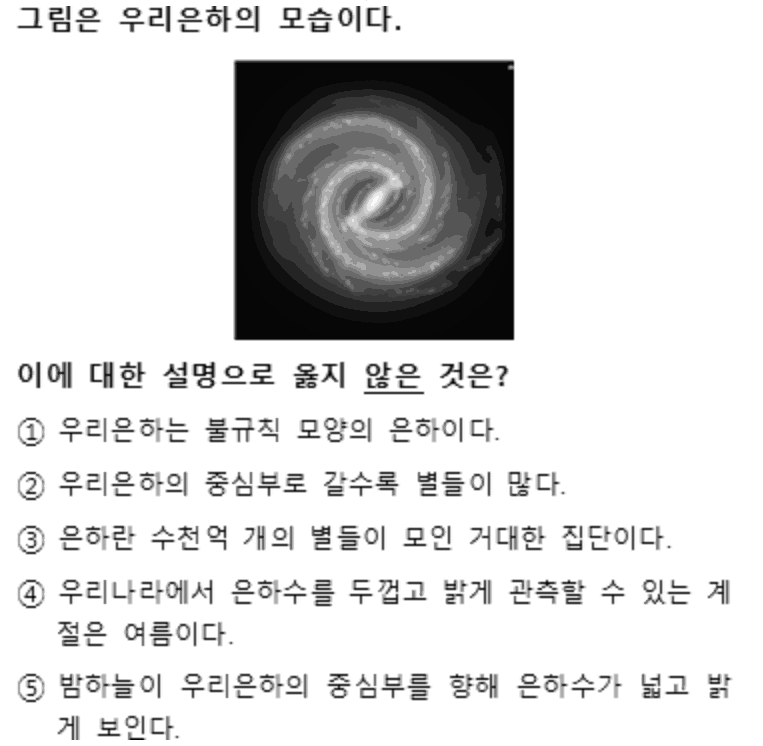 그림은 우리은하의 모습이다.
이에 대한 설명으로 옳지 않은 것은?
① 우리은하는 불규칙 모양의 은하이다.
② 우리은하의 중심부로 갈수록 별들이 많다.
③ 은하란 수천억 개의 별들이 모인 거대한 집단이다.
④ 우리나라에서 은하수를 두껍고 밝게 관측할 수 있는 계
절은 여름이다.
⑤ 밤하늘이 우리은하의 중심부를 향해 은하수가 넓고 밝
게 보인다.